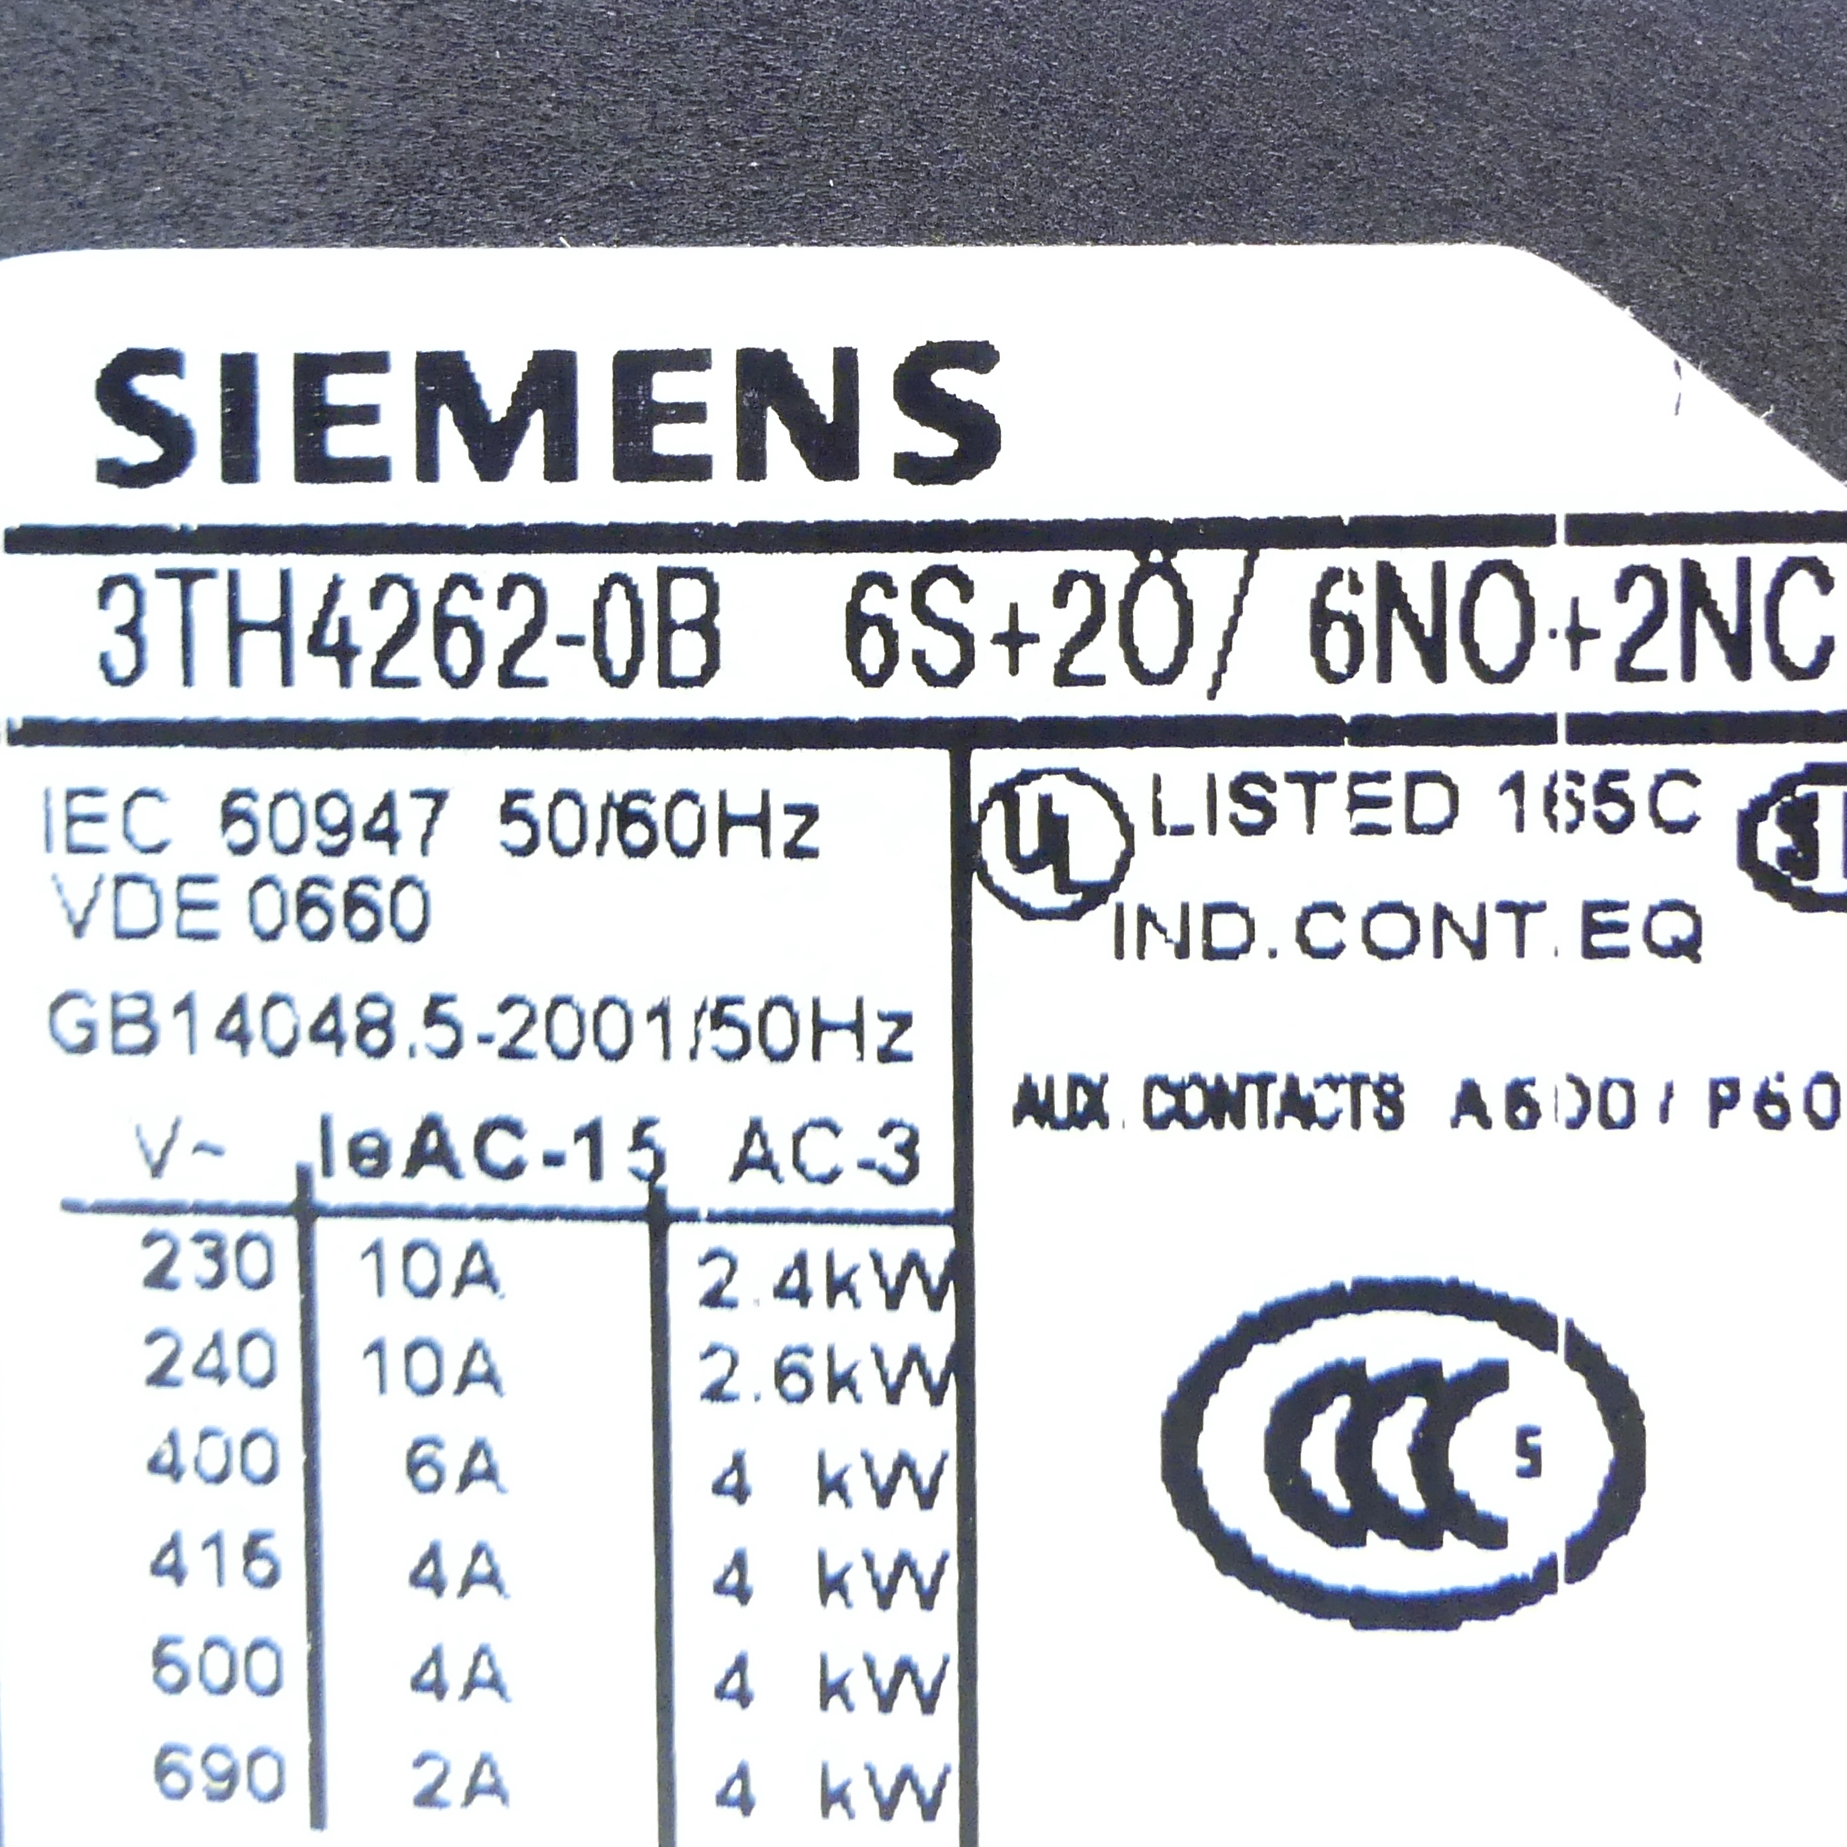 SIEMENS
3TH4262-0B 6S+2Ö/ 6NO+2NC
IEC 60947 50/60Hz
VDE 0660
GB14048.5-2001/50Hz
V~ IeAC-15 AC-3
230 10A 2.4kW
240 10A 2.6kW
400 6A 4 kW
415 4A 4 kW
500 4A 4 kW
690 2A 4 kW
UL LISTED 165C
IND.CONT.EQ
AUX. CONTACTS A600 / P60
CCC S